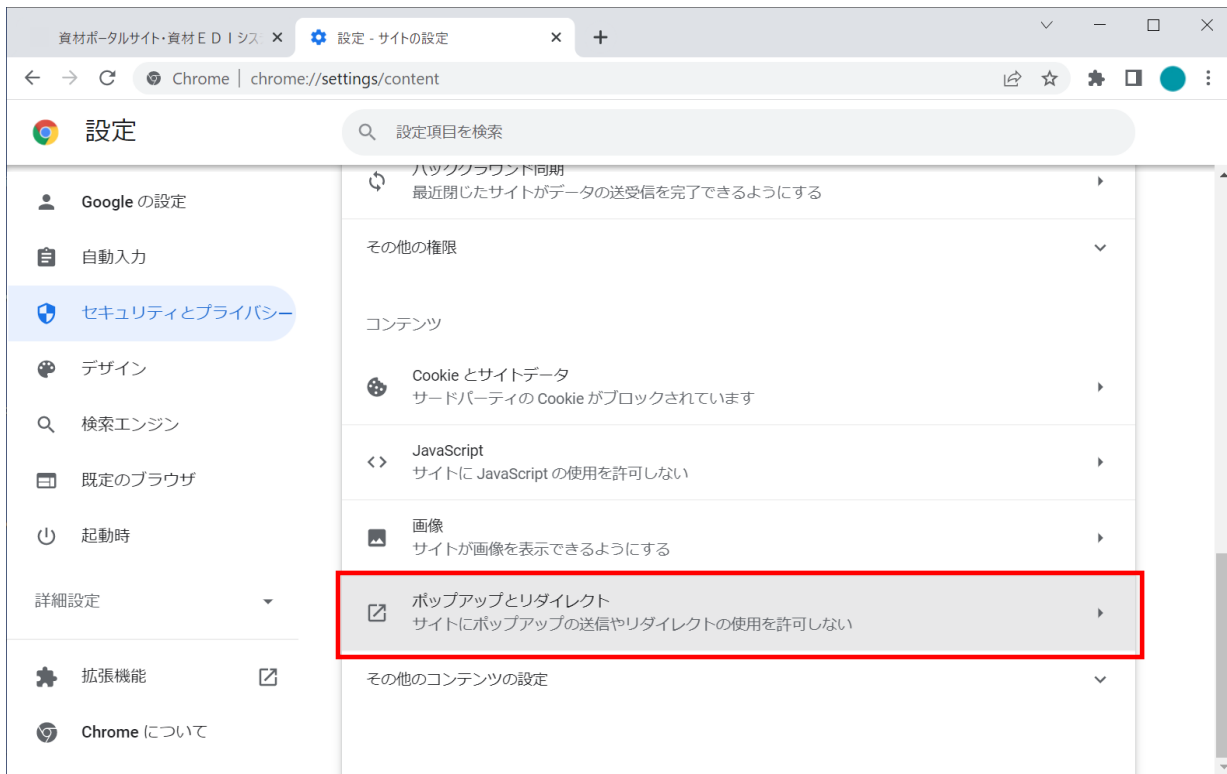 資材ポータルサイト・資材ＥＤＩシス
設定 - サイトの設定
Chrome | chrome://settings/content
設定
設定項目を検索
Google の設定
自動入力
セキュリティとプライバシー
デザイン
検索エンジン
既定のブラウザ
起動時
詳細設定
拡張機能
Chrome について
バックグラウンド同期
最近閉じたサイトがデータの送受信を完了できるようにする
その他の権限
コンテンツ
Cookie とサイトデータ
サードパーティの Cookie がブロックされています
JavaScript
サイトに JavaScript の使用を許可しない
画像
サイトが画像を表示できるようにする
ポップアップとリダイレクト
サイトにポップアップの送信やリダイレクトの使用を許可しない
その他のコンテンツの設定